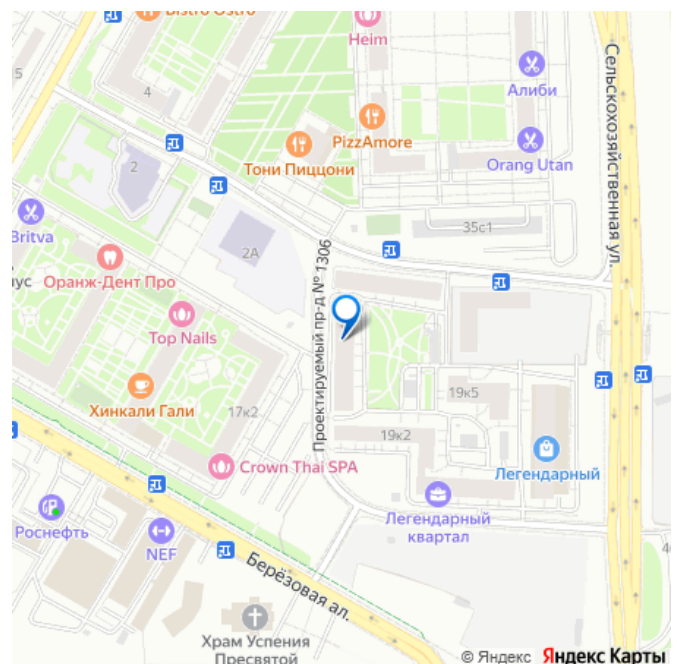 Bistro Ostro
Heim
5
4
Алиби
PizzAmore
Orang Utan
Тони Пиццони
2
Сельскохозяйственная ул.
Britva
2А
35с1
ус
Оранж-Дент Про
Проектируемый пр-д № 1306
Top Nails
Хинкали Гали
17к2
19к5
19к2
Crown Thai SPA
Легендарный
Легендарный
квартал
Роснефть
NEF
Берёзовая ал.
Храм Успения
Пресвятой
© Яндекс Яндекс Карты